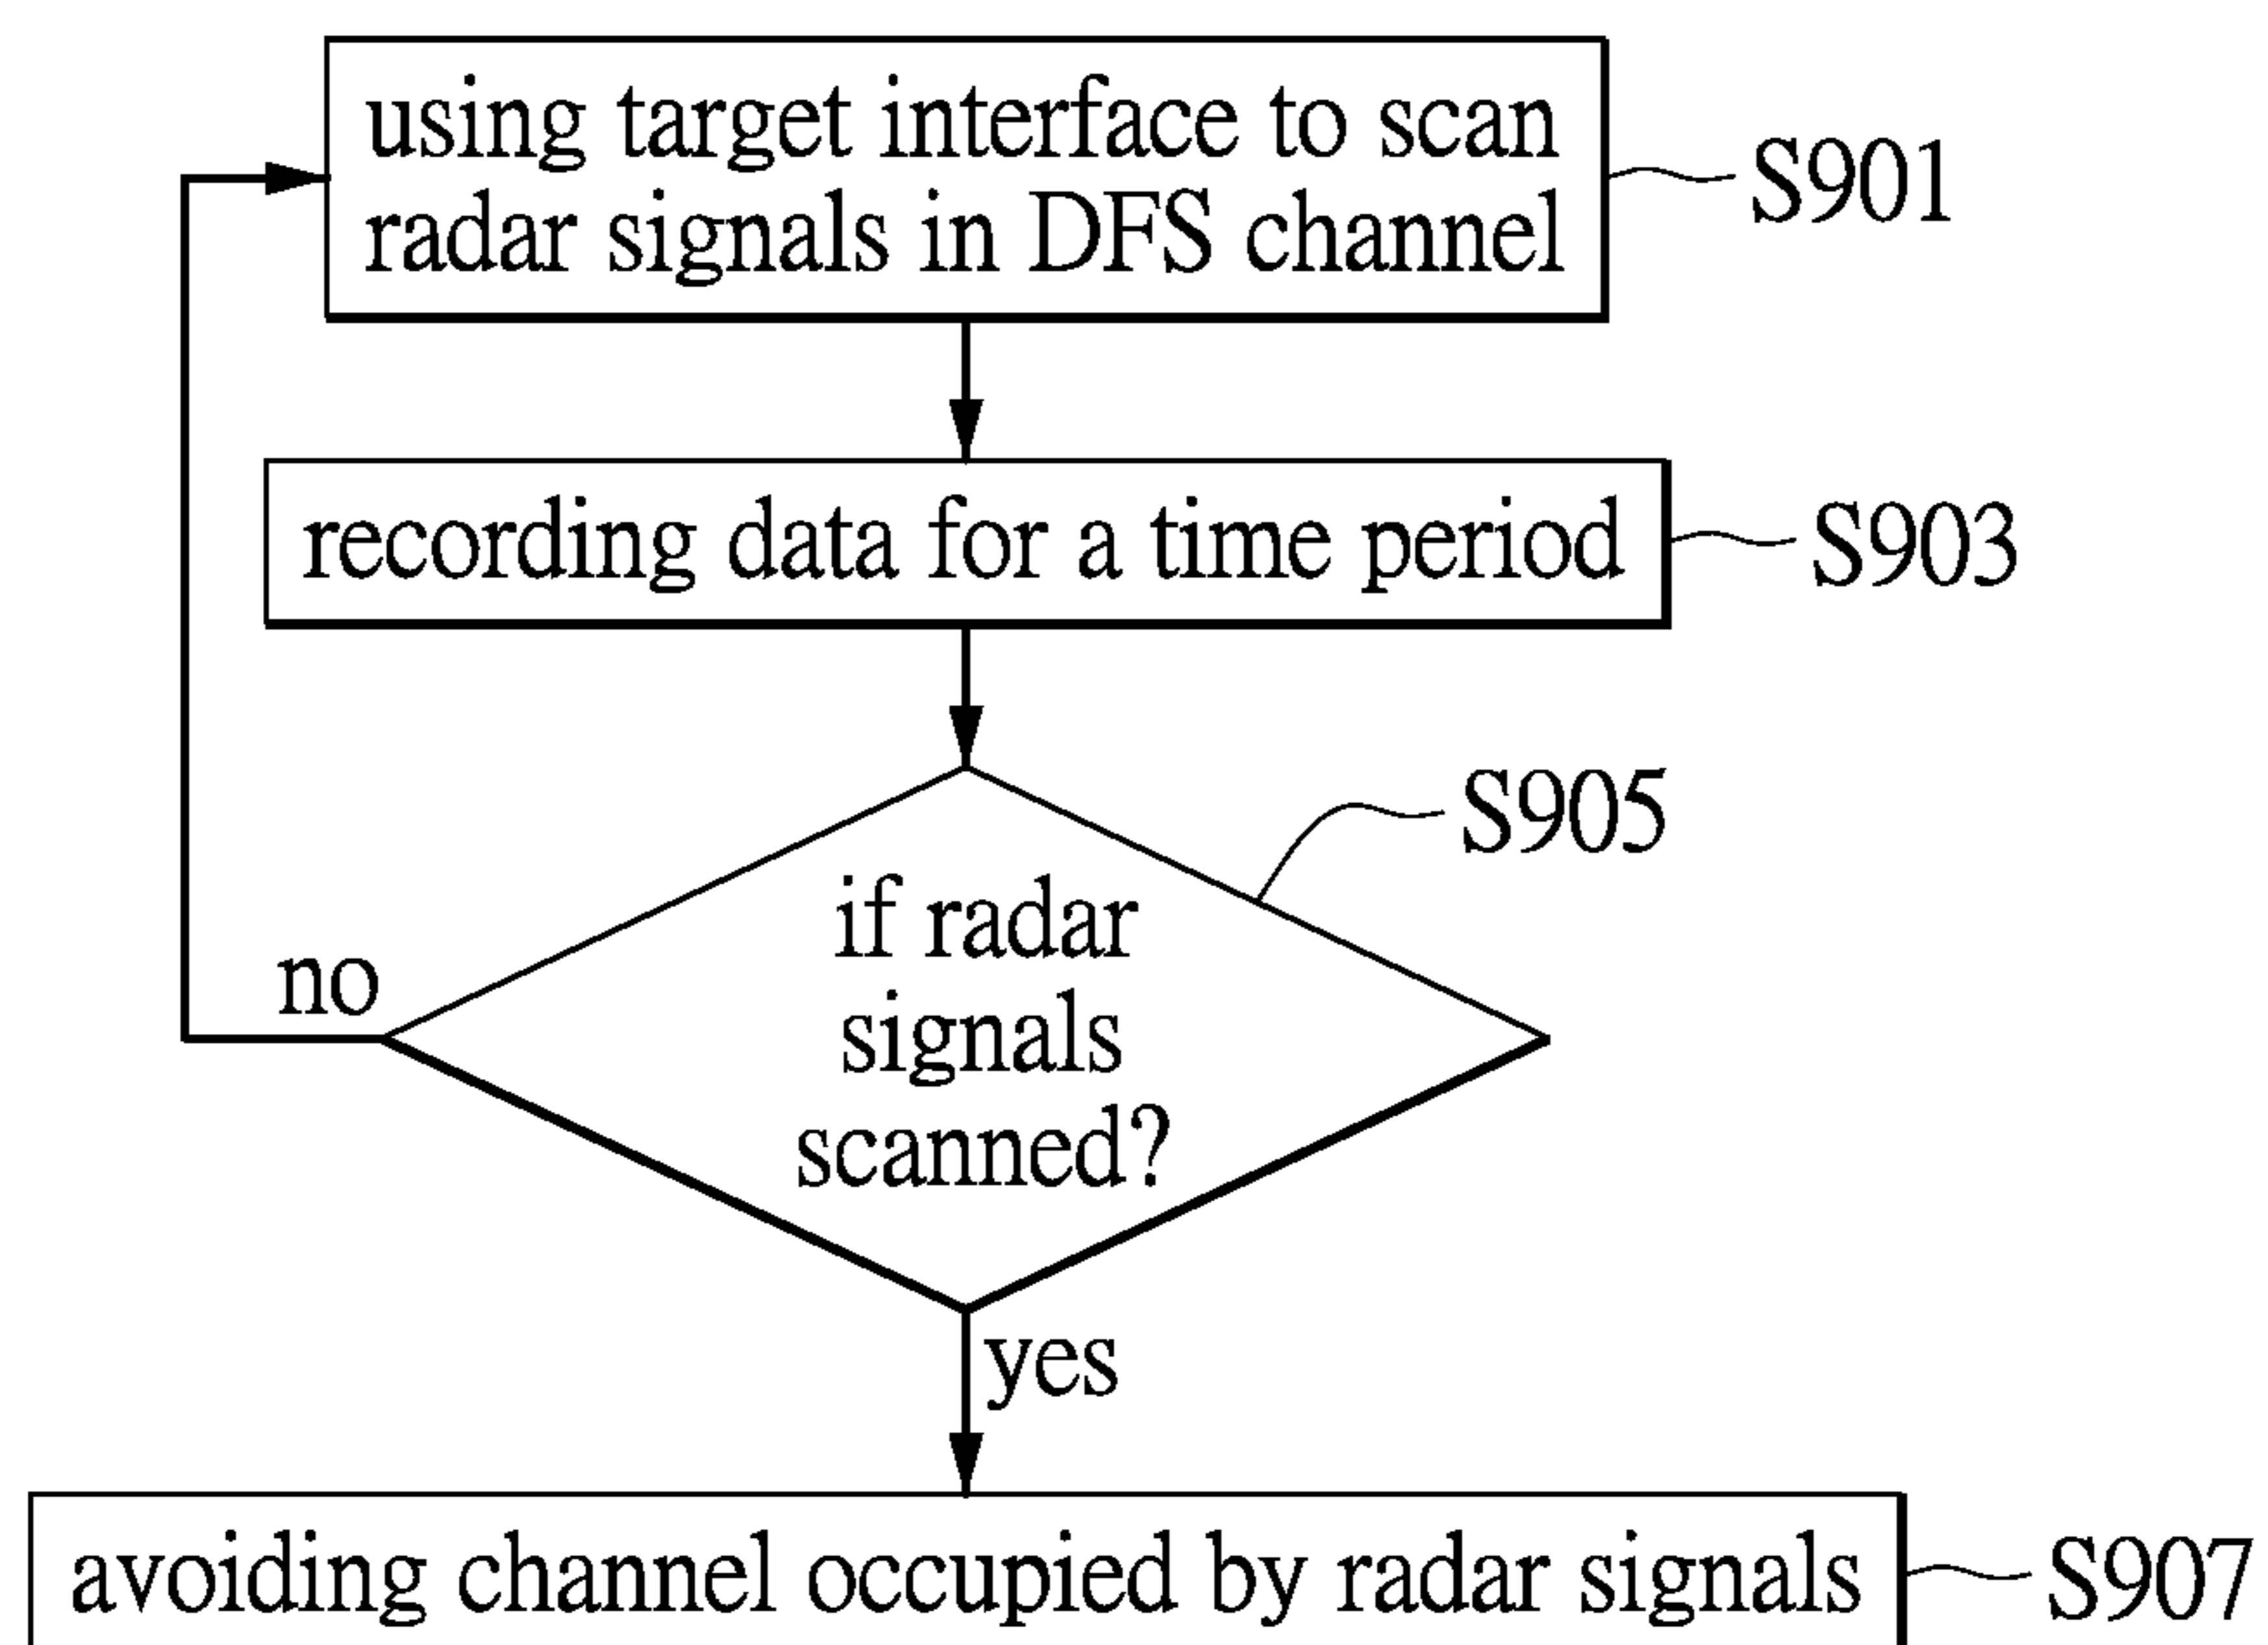 using target interface to scan
radar signals in DFS channel
S901
recording data for a time period
S903
S905
if radar
signals
scanned?
no
yes
avoiding channel occupied by radar signals
S907